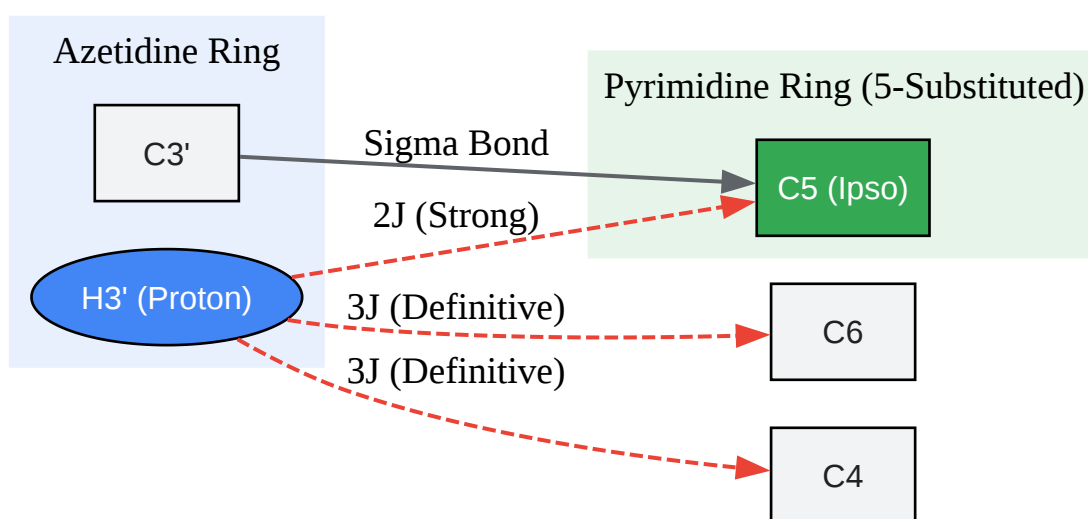 Azetidine Ring
Pyrimidine Ring (5-Substituted)
C3'
Sigma Bond
C5 (Ipso)
2J (Strong)
H3' (Proton)
3J (Definitive)
C6
3J (Definitive)
C4